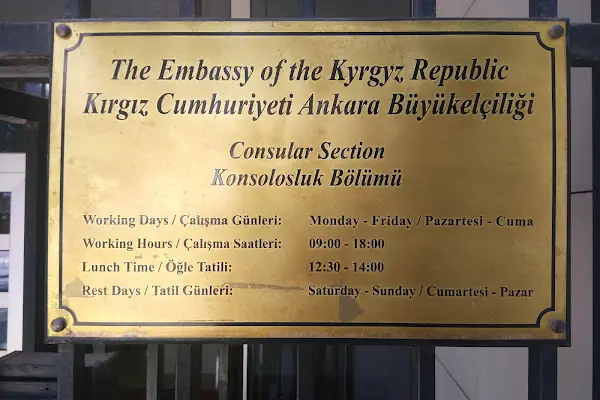 The Embassy of the Kyrgyz Republic
Kırgız Cumhuriyeti Ankara Büyükelçiliği
Consular Section
Konsolosluk Bölümü
Working Days / Çalışma Günleri: Monday - Friday / Pazartesi - Cuma
Working Hours / Çalışma Saatleri: 09:00 - 18:00
Lunch Time / Öğle Tatili: 12:30 - 14:00
Rest Days / Tatil Günleri: Saturday - Sunday / Cumartesi - Pazar